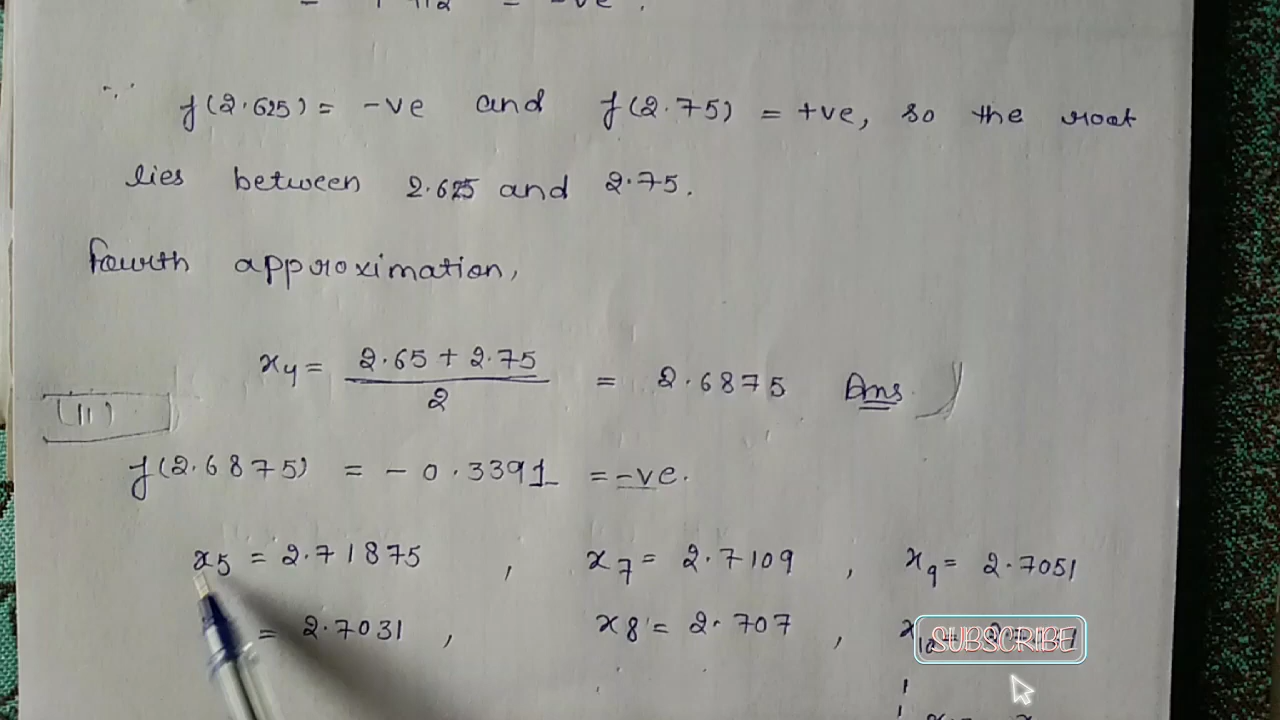 ∵ f(2.625) = -ve and f(2.75) = +ve, so the root
lies between 2.625 and 2.75.
Fourth approximation,
x4 = (2.65 + 2.75)/2 = 2.6875 Ans.
(11)
f(2.6875) = -0.3391 = -ve.
x5 = 2.71875 , x7 = 2.7109 , x9 = 2.7051
= 2.7031 , x8 = 2.707 , x10
SUBSCRIBE